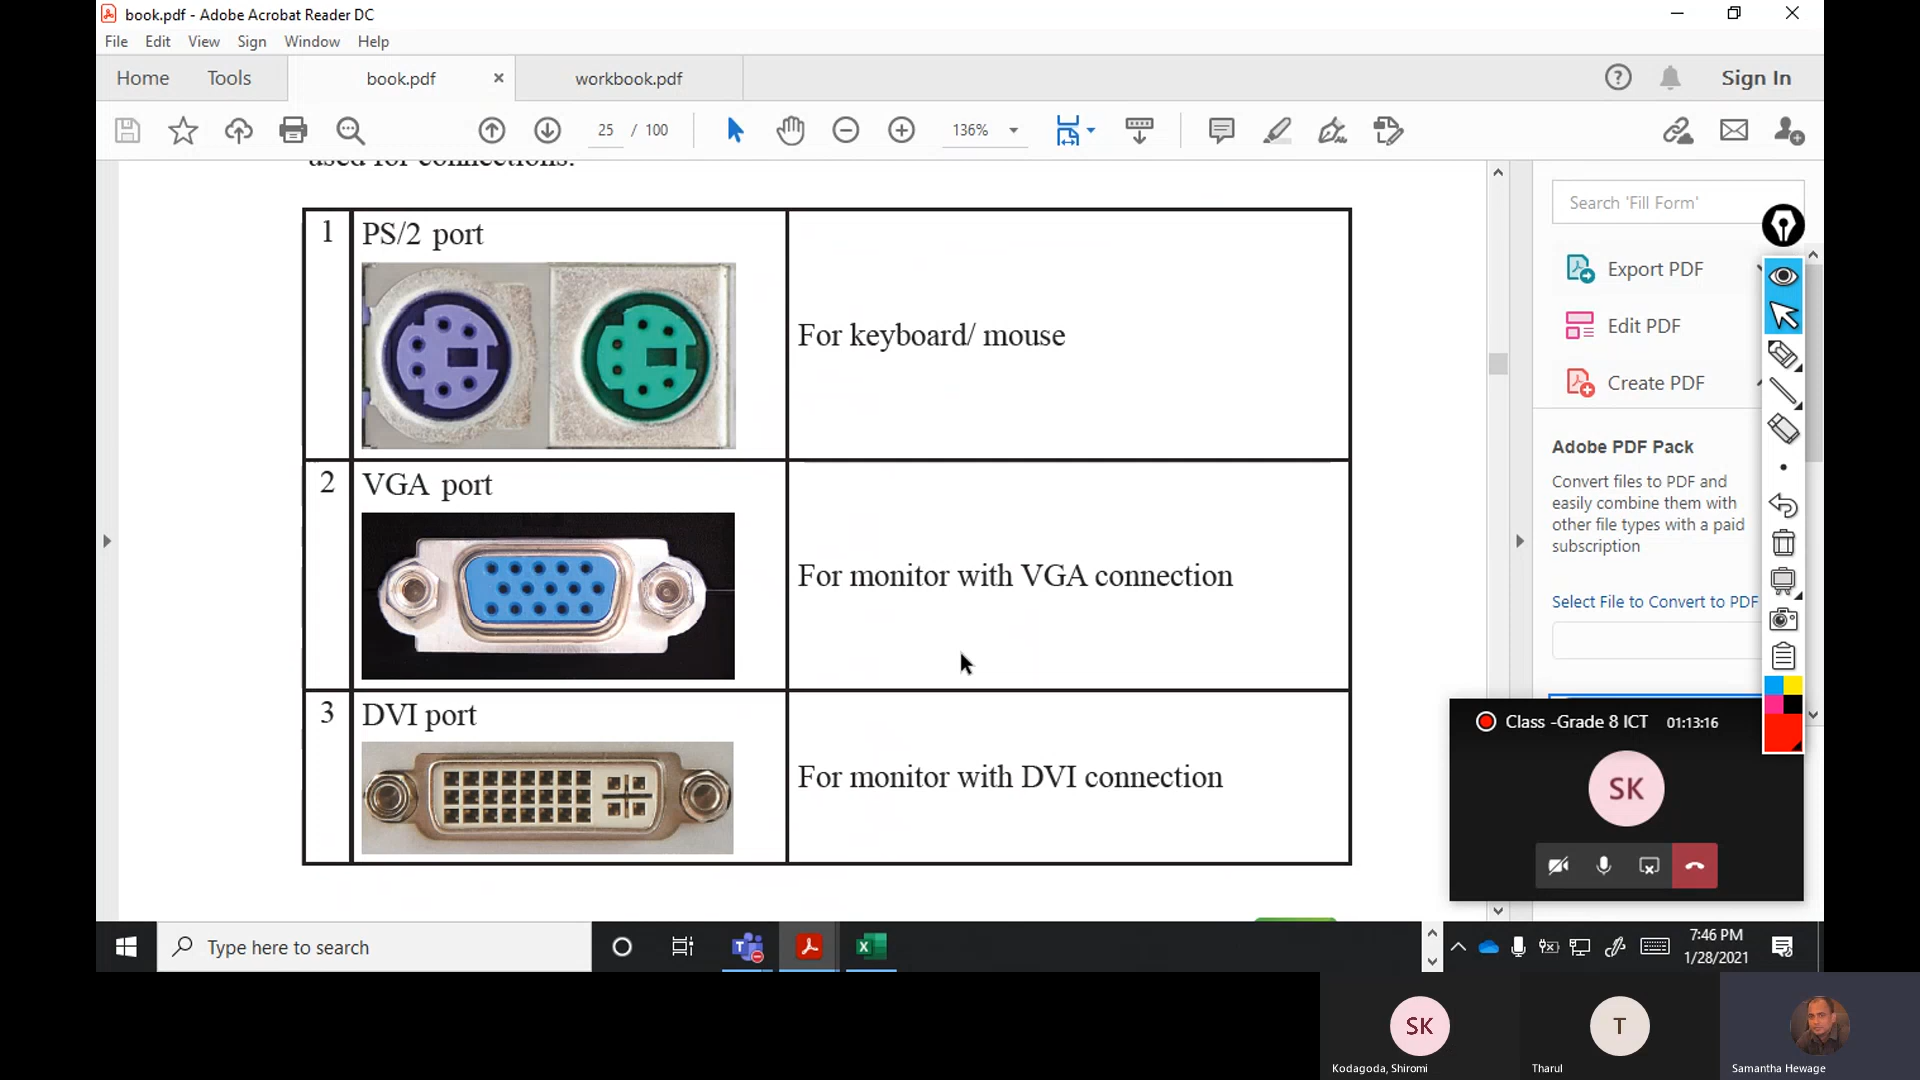 book.pdf - Adobe Acrobat Reader DC
File Edit View Sign Window Help
Home Tools book.pdf × workbook.pdf Sign In
25 / 100 136%
used for connections.
1 PS/2 port
For keyboard/ mouse
2 VGA port
For monitor with VGA connection
3 DVI port
For monitor with DVI connection
Search 'Fill Form'
Export PDF
Edit PDF
Create PDF
Adobe PDF Pack
Convert files to PDF and
easily combine them with
other file types with a paid
subscription
Select File to Convert to PDF
Class -Grade 8 ICT 01:13:16
SK
Type here to search
7:46 PM
1/28/2021
SK
T
Kodagoda, Shiromi
Tharul
Samantha Hewage